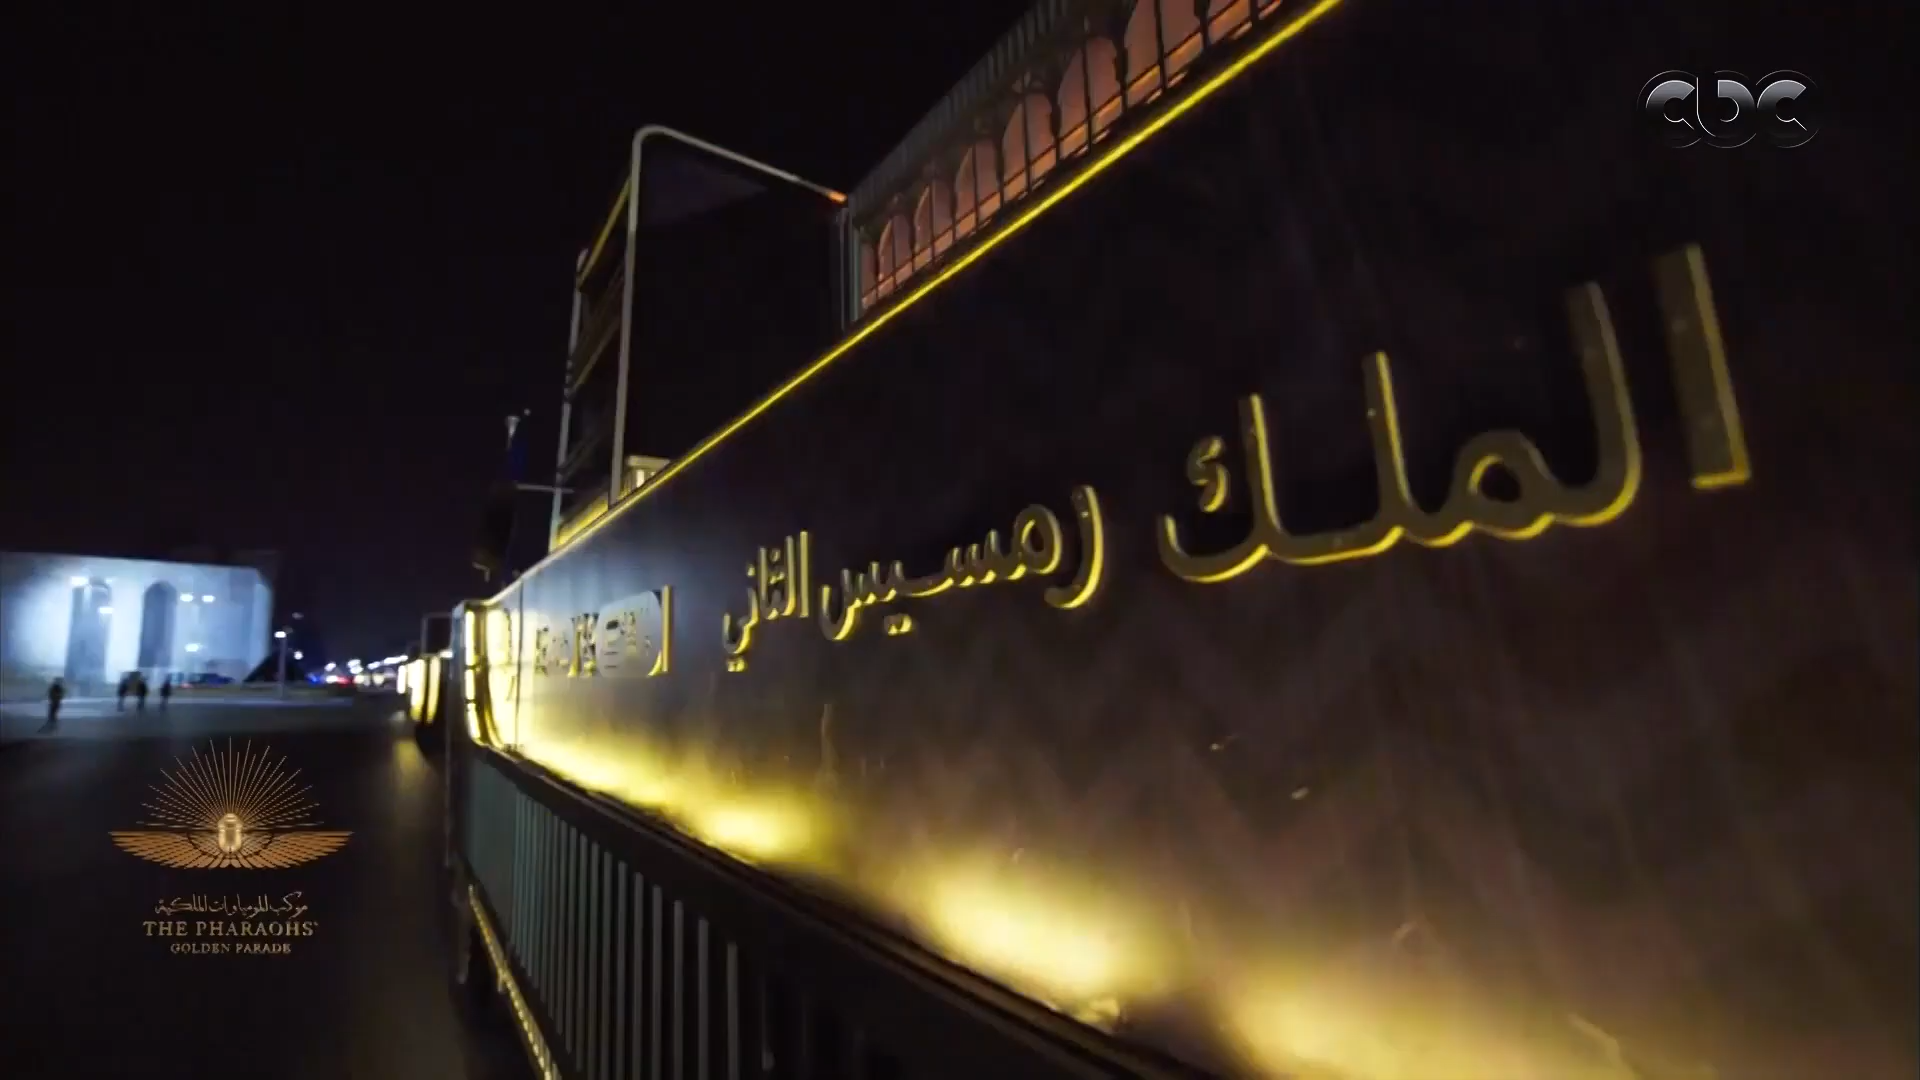 cbc
الملك رمسيس الثاني
موكب المومياوات الملكية
THE PHARAOHS'
GOLDEN PARADE